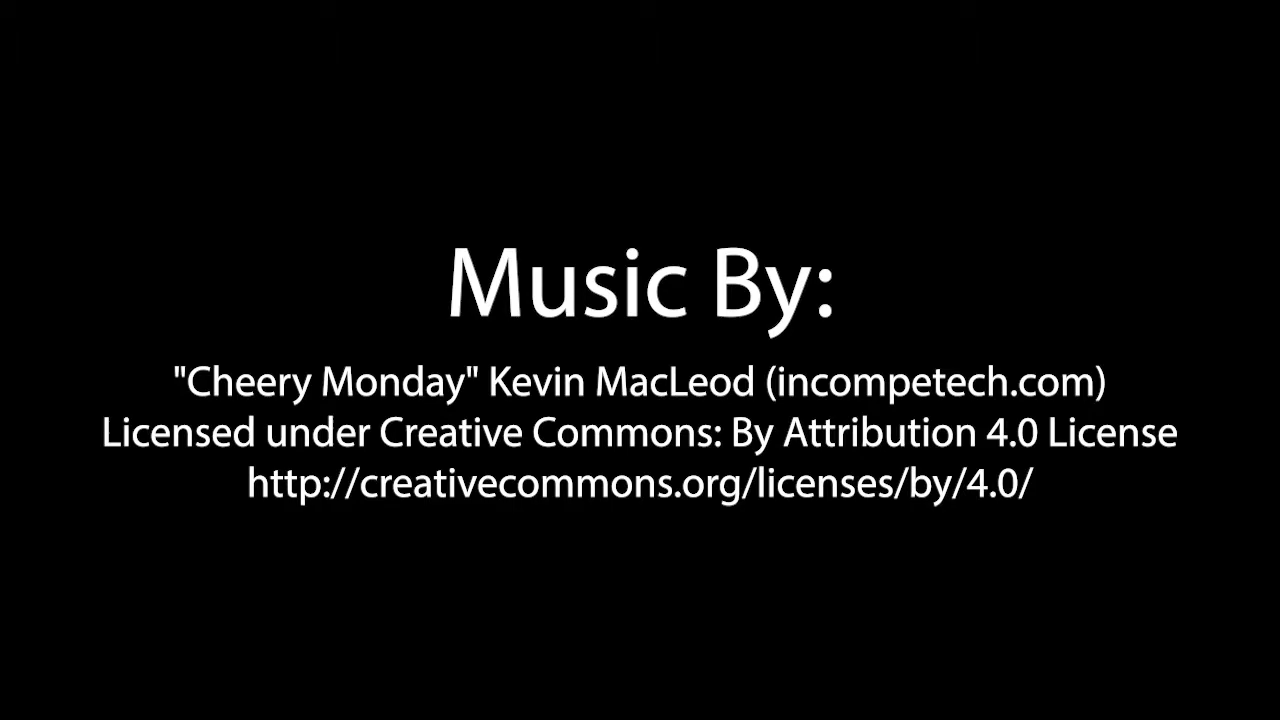 Music By:
"Cheery Monday" Kevin MacLeod (incompetech.com)
Licensed under Creative Commons: By Attribution 4.0 License
http://creativecommons.org/licenses/by/4.0/